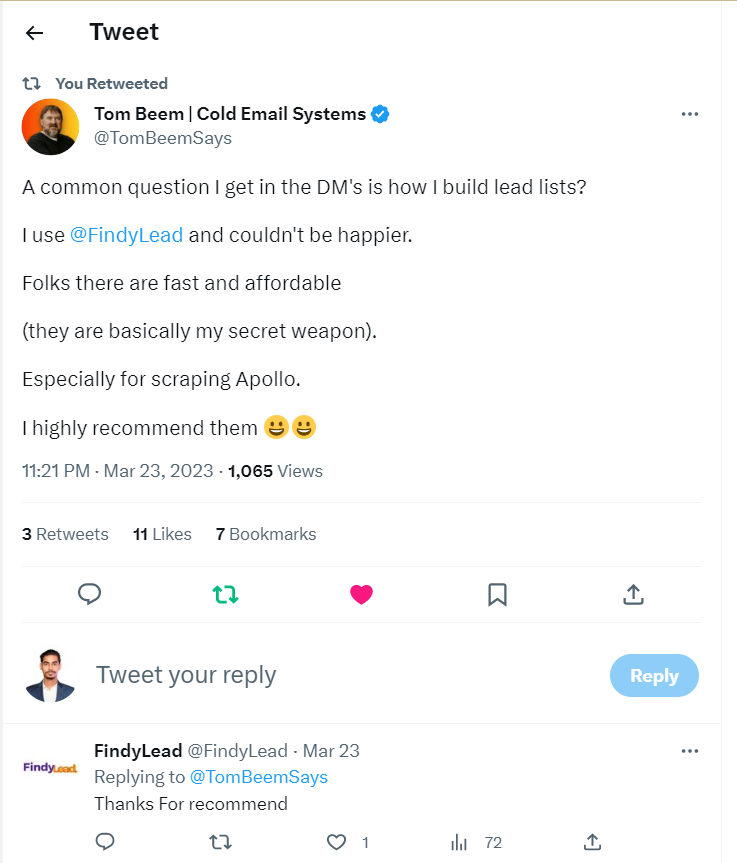 Tweet
You Retweeted
Tom Beem | Cold Email Systems
@TomBeemSays
A common question I get in the DM's is how I build lead lists?
I use @FindyLead and couldn't be happier.
Folks there are fast and affordable
(they are basically my secret weapon).
Especially for scraping Apollo.
I highly recommend them 😀😀
11:21 PM · Mar 23, 2023 · 1,065 Views
3 Retweets 11 Likes 7 Bookmarks
Tweet your reply
Reply
FindyLead
FindyLead @FindyLead · Mar 23
Replying to @TomBeemSays
Thanks For recommend
1 72